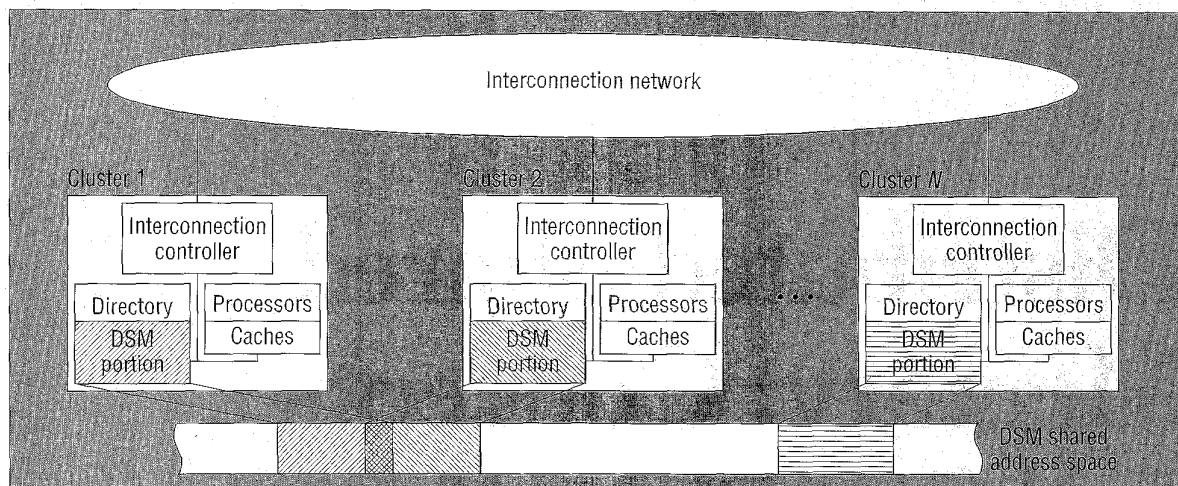 Interconnection network
Cluster 1
Cluster 2
Cluster N
Interconnection
controller
Interconnection
controller
Interconnection
controller
Directory
Processors
DSM
portion
Caches
Directory
Processors
DSM
portion
Caches
...
Directory
Processors
DSM
portion
Caches
DSM shared
address space